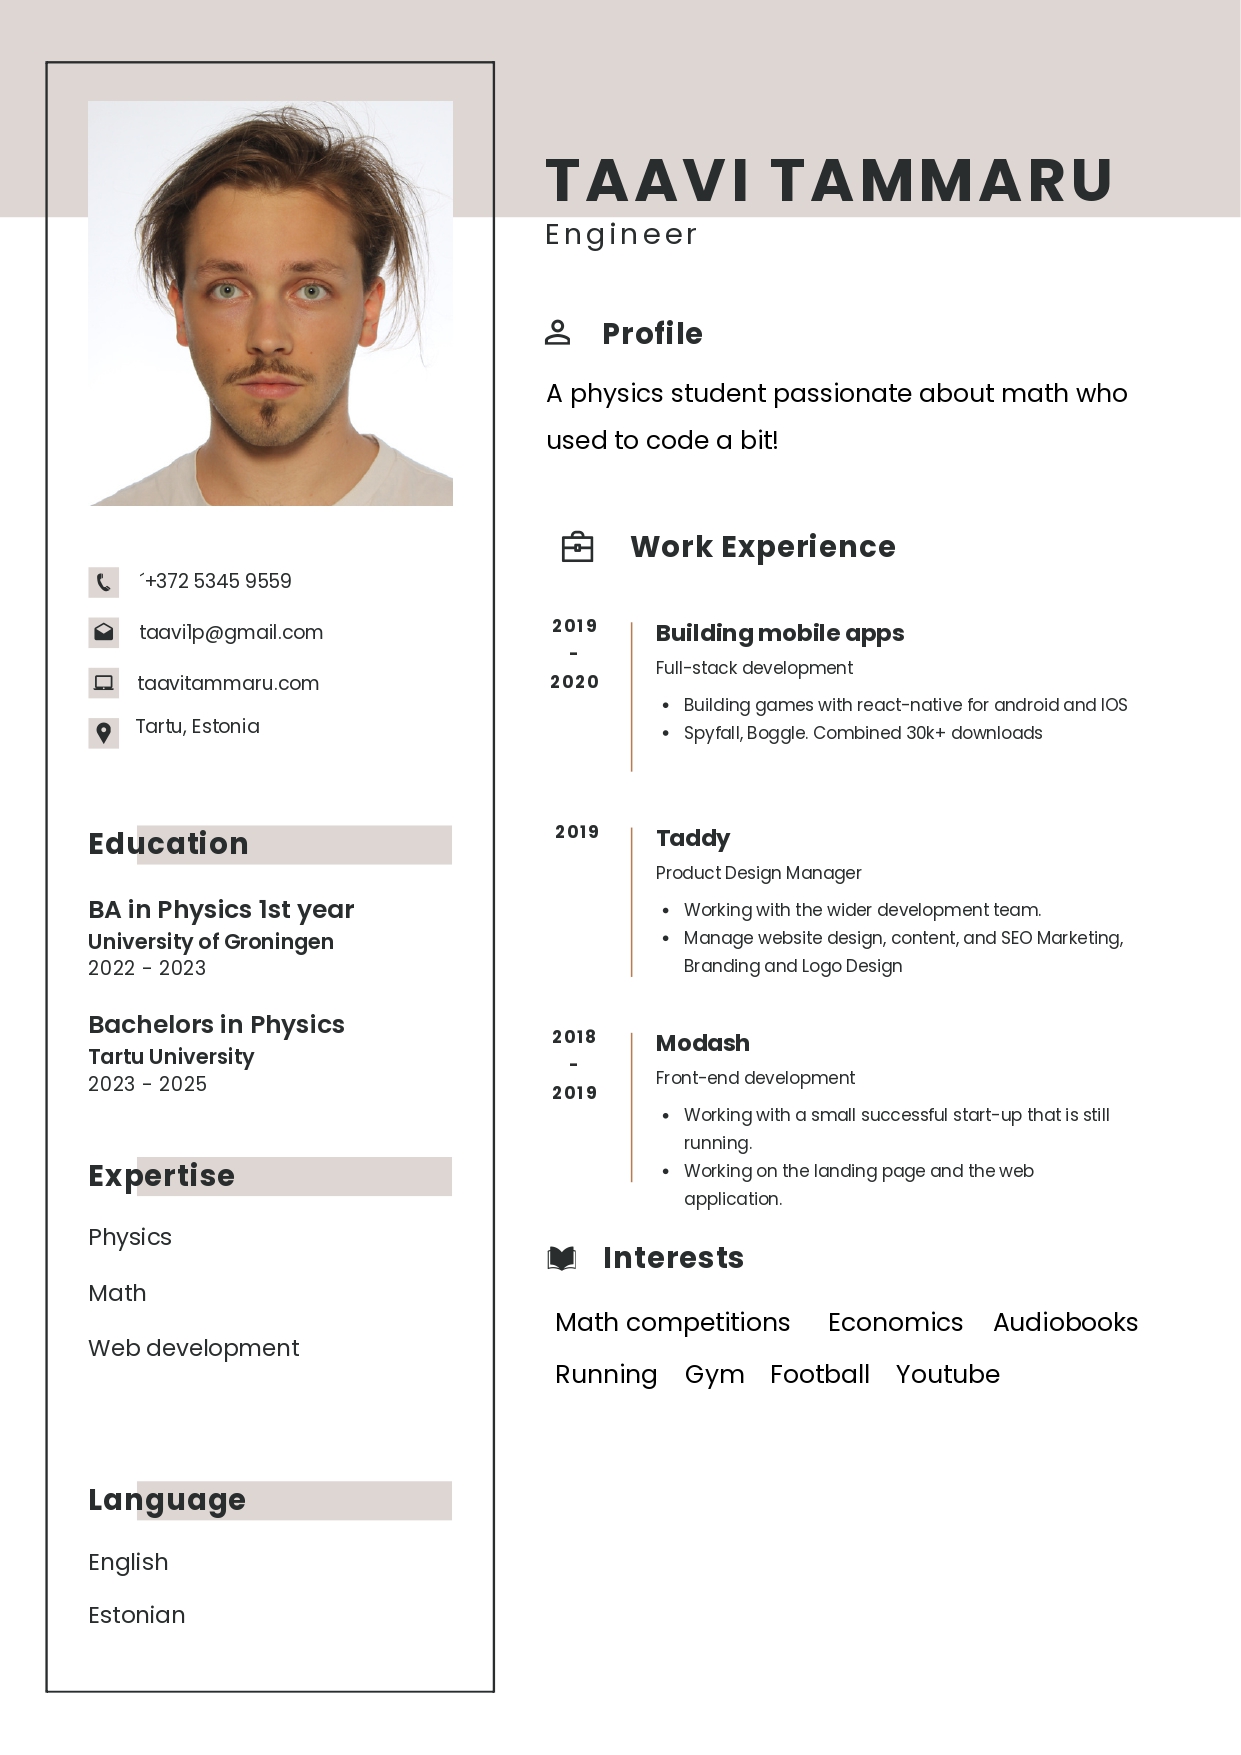 TAAVI TAMMARU
Engineer
´+372 5345 9559
taavi1p@gmail.com
taavitammaru.com
Tartu, Estonia
Education
BA in Physics 1st year
University of Groningen
2022 - 2023
Bachelors in Physics
Tartu University
2023 - 2025
Expertise
Physics
Math
Web development
Language
English
Estonian
Profile
A physics student passionate about math who
used to code a bit!
Work Experience
2019
-
2020
Building mobile apps
Full-stack development
• Building games with react-native for android and IOS
• Spyfall, Boggle. Combined 30k+ downloads
2019
Taddy
Product Design Manager
• Working with the wider development team.
• Manage website design, content, and SEO Marketing,
Branding and Logo Design
2018
-
2019
Modash
Front-end development
• Working with a small successful start-up that is still
running.
• Working on the landing page and the web
application.
Interests
Math competitions Economics Audiobooks
Running Gym Football Youtube